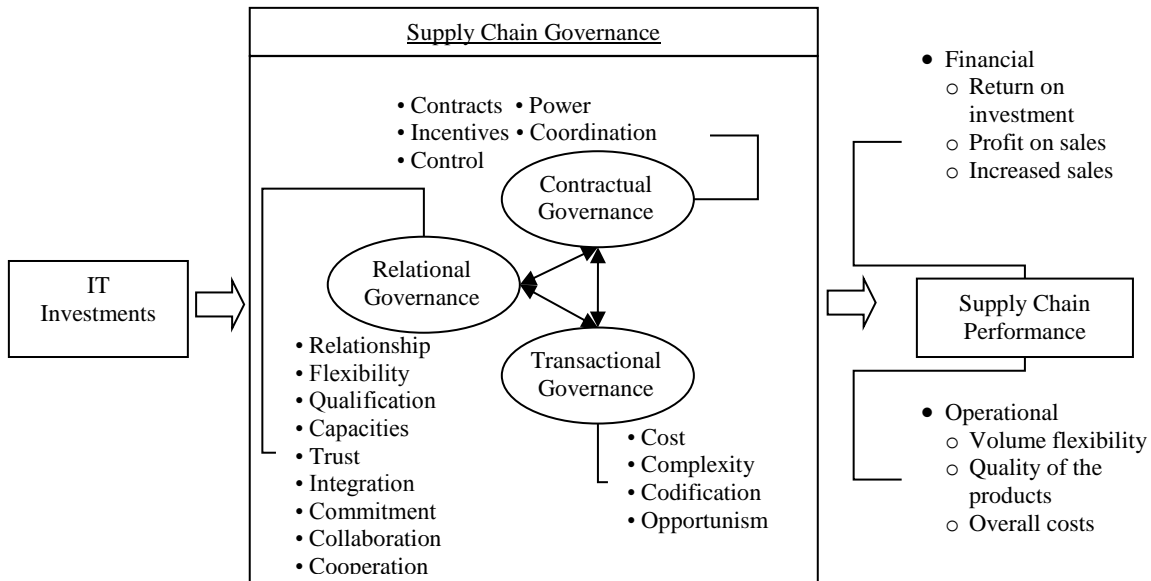 Supply Chain Governance
• Contracts • Power
• Incentives • Coordination
• Control
Contractual
Governance
Relational
Governance
Transactional
Governance
• Relationship
• Flexibility
• Qualification
• Capacities
• Trust
• Integration
• Commitment
• Collaboration
• Cooperation
• Cost
• Complexity
• Codification
• Opportunism
IT
Investments
• Financial
o Return on
investment
o Profit on sales
o Increased sales
Supply Chain
Performance
• Operational
o Volume flexibility
o Quality of the
products
o Overall costs